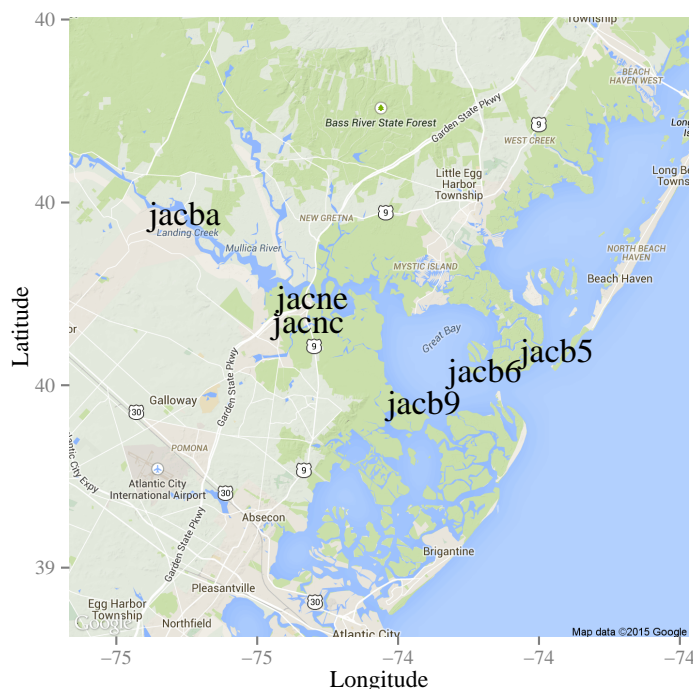 40
Township
BEACH
HAVEN WEST
Bass River State Forest
Garden State Pkwy
9
WEST CREEK
Little Egg
Harbor
Township
Long Be
Towns
40
jacba
Landing Creek
NEW GRETNA
9
Mullica River
MYSTIC ISLAND
NORTH BEACH
HAVEN
Beach Haven
jacne
jacnc
Great Bay
9
jacb5
jacb6
40
jacb9
Latitude
Garden State Pkwy
Galloway
30
POMONA
Atlantic City
International Airport
9
30
Atlantic City Expy
Absecon
Garden State Pkwy
Brigantine
39
Pleasantville
30
Egg Harbor
Township
Google
Northfield
Atlantic City
Map data ©2015 Google
−75
−75
−74
−74
−74
Longitude